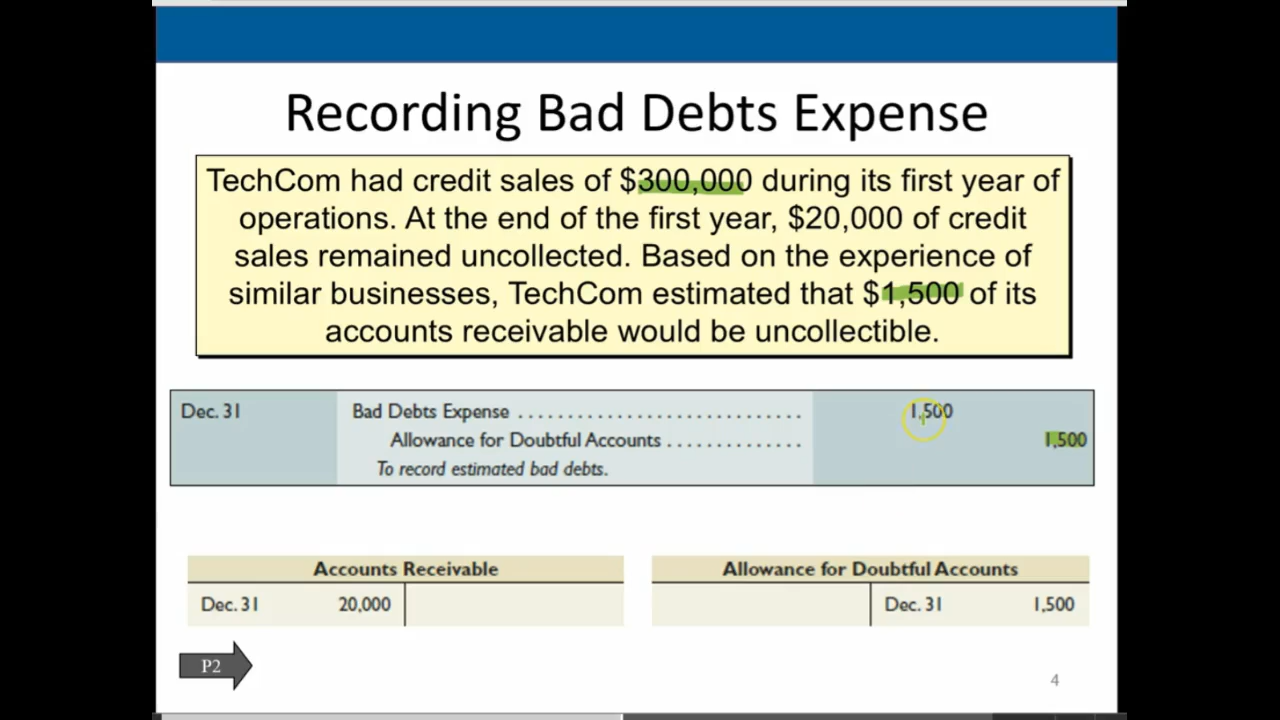 Recording Bad Debts Expense
TechCom had credit sales of $300,000 during its first year of
operations. At the end of the first year, $20,000 of credit
sales remained uncollected. Based on the experience of
similar businesses, TechCom estimated that $1,500 of its
accounts receivable would be uncollectible.
Dec. 31 Bad Debts Expense ............................ 1,500
Allowance for Doubtful Accounts ............. 1,500
To record estimated bad debts.
Accounts Receivable
Dec. 31 20,000
Allowance for Doubtful Accounts
Dec. 31 1,500
P2
4